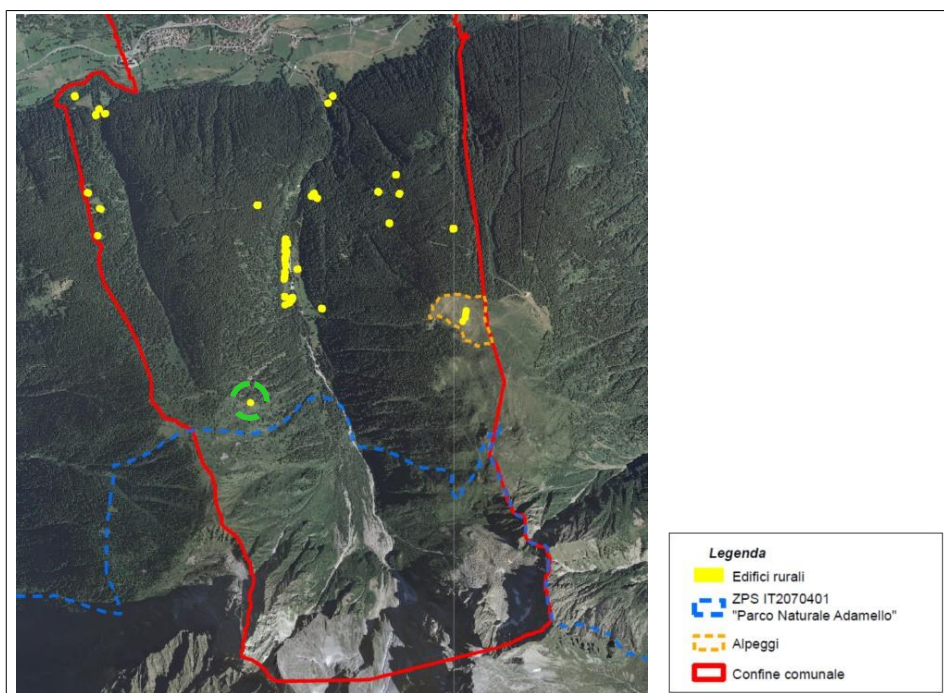 Legenda
Edifici rurali
ZPS IT2070401
"Parco Naturale Adamello"
Alpeggi
Confine comunale